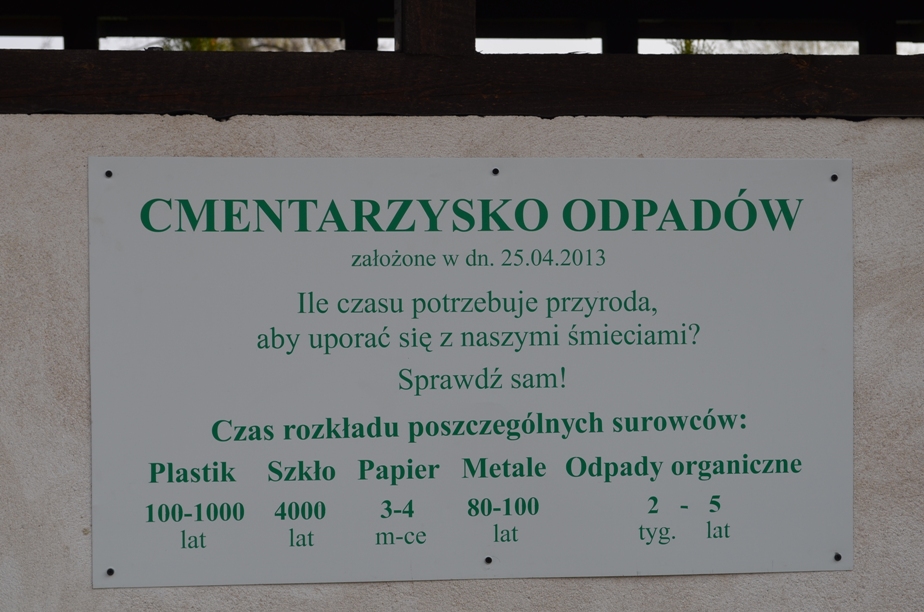 CMENTARZYSKO ODPADÓW
założone w dn. 25.04.2013
Ile czasu potrzebuje przyroda,
aby uporać się z naszymi śmieciami?
Sprawdź sam!
Czas rozkładu poszczególnych surowców:
Plastik Szkło Papier Metale Odpady organiczne
100-1000 4000 3-4 80-100 2 - 5
lat lat m-ce lat tyg. lat